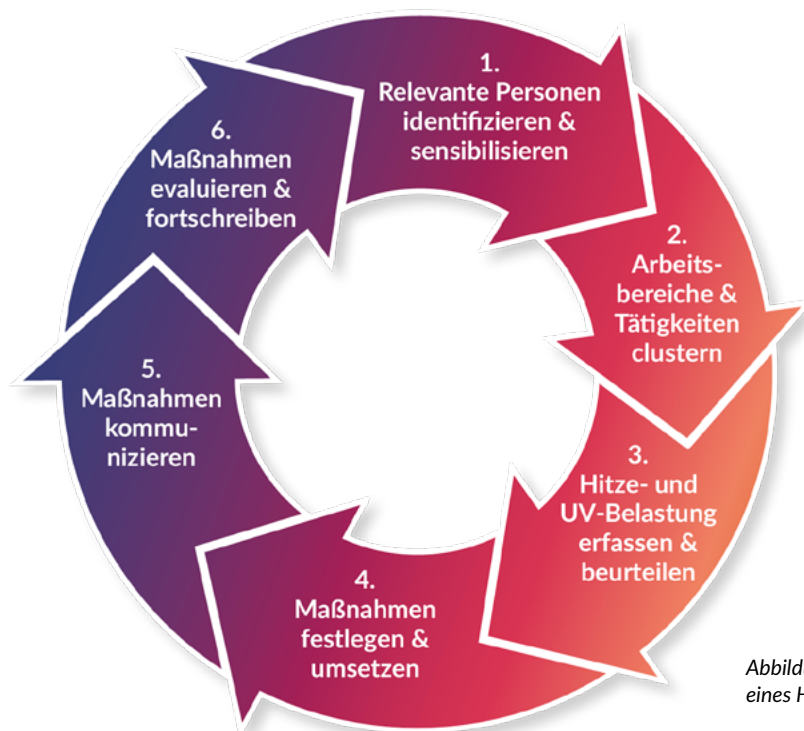 1.
Relevante Personen
identifizieren &
sensibilisieren
2.
Arbeits-
bereiche &
Tätigkeiten
clustern
3.
Hitze- und
UV-Belastung
erfassen &
beurteilen
4.
Maßnahmen
festlegen &
umsetzen
5.
Maßnahmen
kommu-
nizieren
6.
Maßnahmen
evaluieren &
fortschreiben
eines